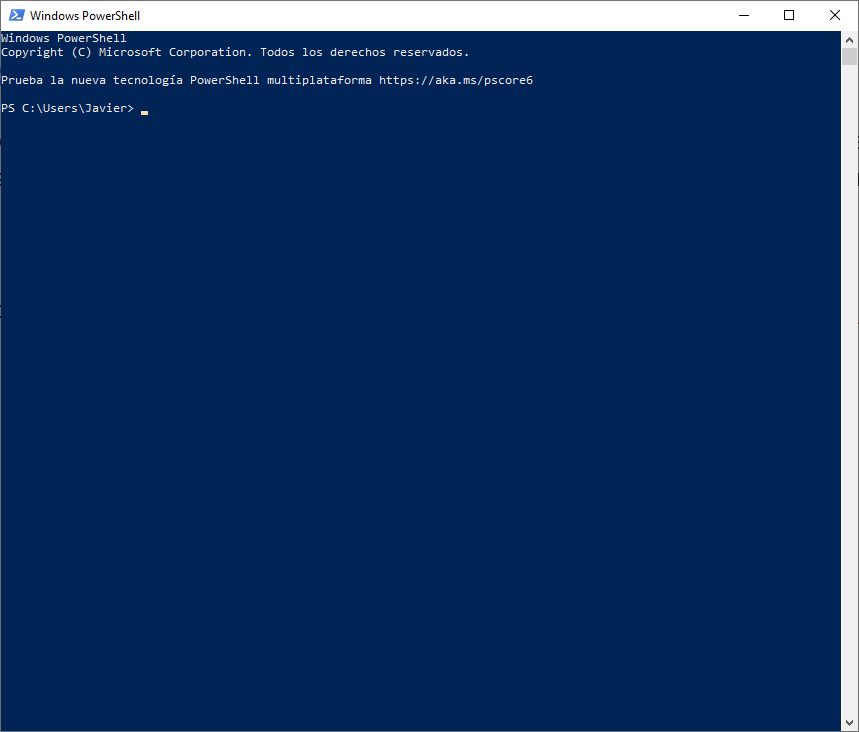 Windows PowerShell
Windows PowerShell
Copyright (C) Microsoft Corporation. Todos los derechos reservados.
Prueba la nueva tecnología PowerShell multiplataforma https://aka.ms/pscore6
PS C:\Users\Javier>